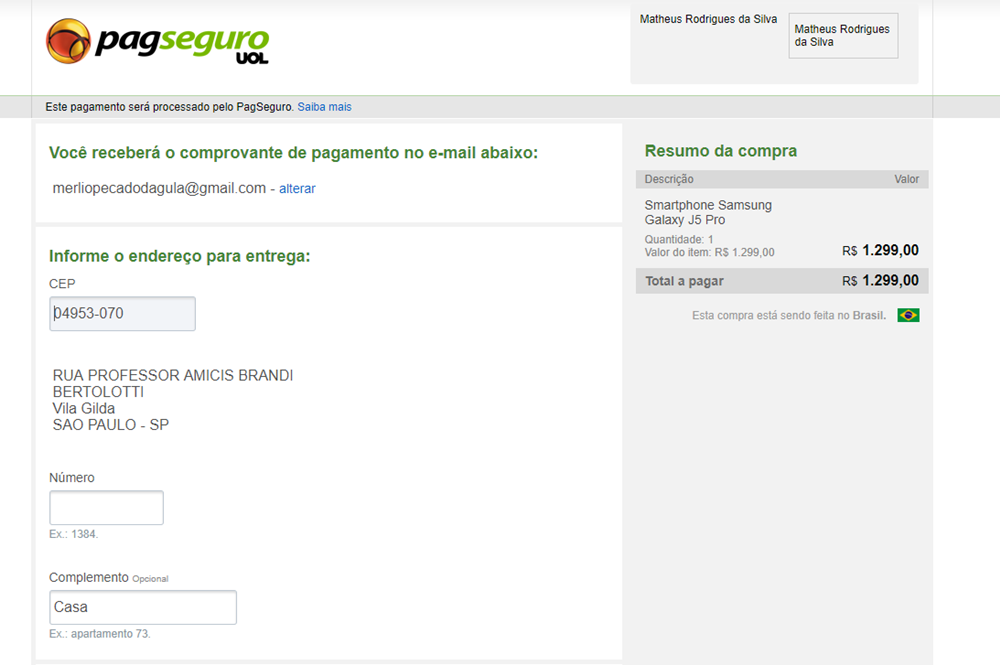 pagseguro
UOL
Matheus Rodrigues da Silva
Matheus Rodrigues
da Silva
Este pagamento será processado pelo PagSeguro. Saiba mais
Você receberá o comprovante de pagamento no e-mail abaixo:
merliopecadodagula@gmail.com - alterar
Informe o endereço para entrega:
CEP
04953-070
RUA PROFESSOR AMICIS BRANDI
BERTOLOTTI
Vila Gilda
SAO PAULO - SP
Número
Ex.: 1384.
Complemento Opcional
Casa
Ex.: apartamento 73.
Resumo da compra
Descrição Valor
Smartphone Samsung
Galaxy J5 Pro
Quantidade: 1
Valor do item: R$ 1.299,00 R$ 1.299,00
Total a pagar R$ 1.299,00
Esta compra está sendo feita no Brasil.